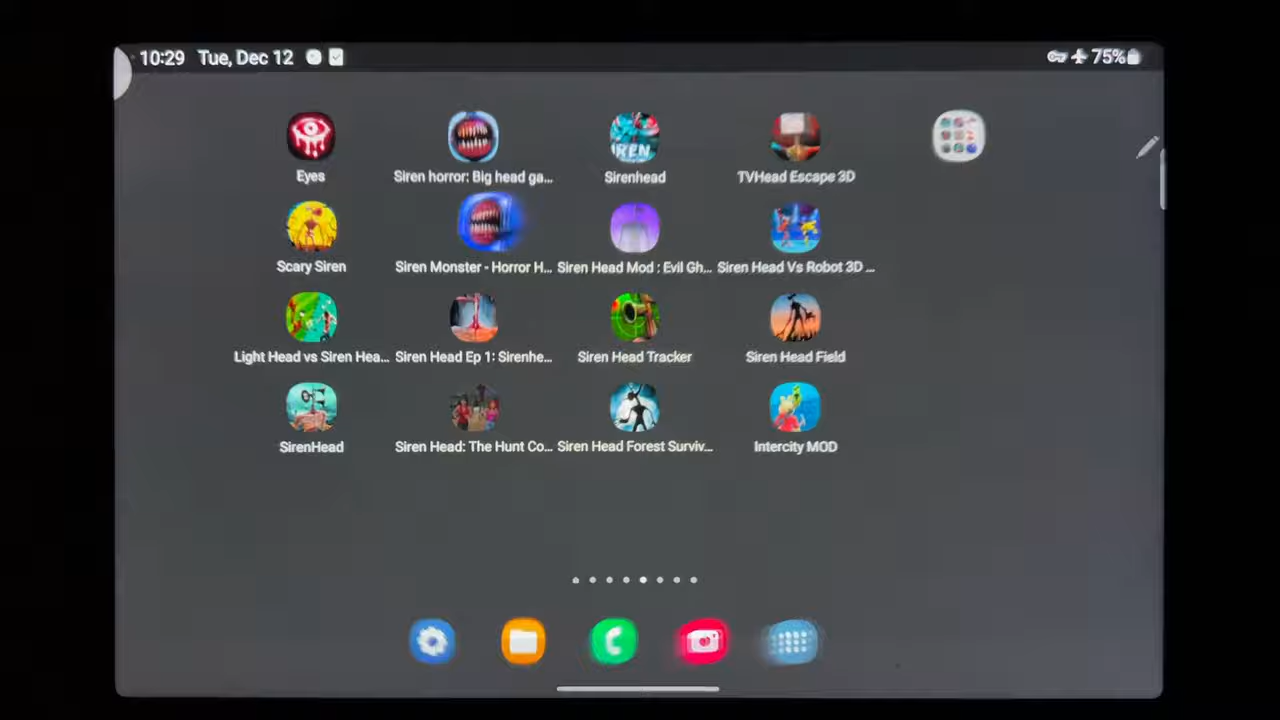 10:29 Tue, Dec 12 75%
Eyes
Siren horror: Big head ga...
Sirenhead
TVHead Escape 3D
Scary Siren
Siren Monster - Horror H...
Siren Head Mod : Evil Gh...
Siren Head Vs Robot 3D ...
Light Head vs Siren Hea...
Siren Head Ep 1: Sirenhe...
Siren Head Tracker
Siren Head Field
SirenHead
Siren Head: The Hunt Co...
Siren Head Forest Surviv...
Intercity MOD